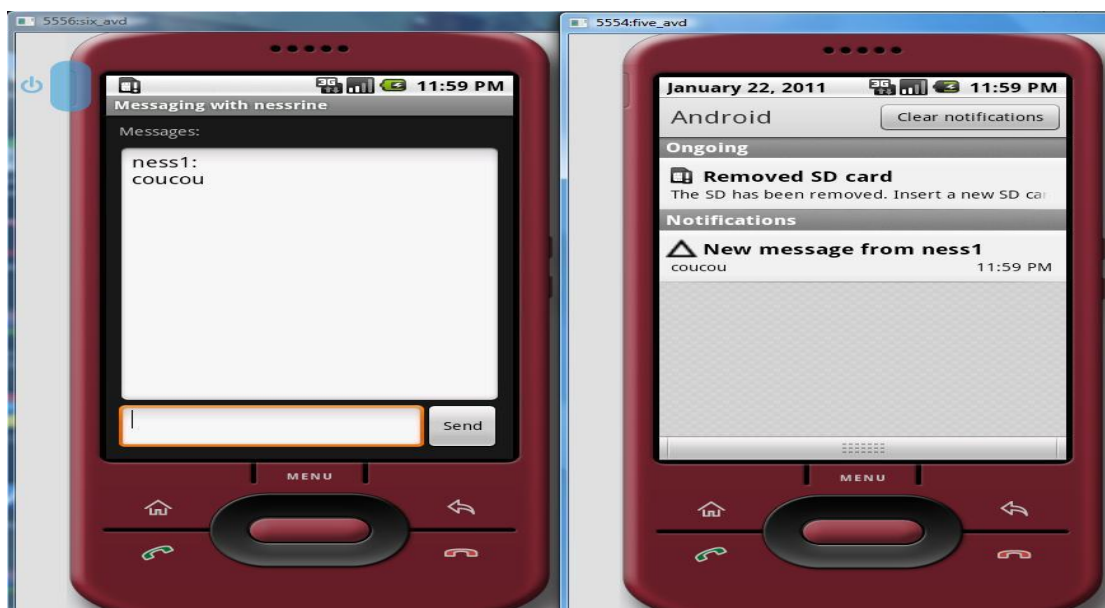 5556:six_avd
3G 11:59 PM
Messaging with nessrine
Messages:
ness1:
coucou
Send
MENU
5554:five_avd
January 22, 2011 3G 11:59 PM
Android Clear notifications
Ongoing
Removed SD card
The SD has been removed. Insert a new SD ca
Notifications
New message from ness1
coucou 11:59 PM
MENU